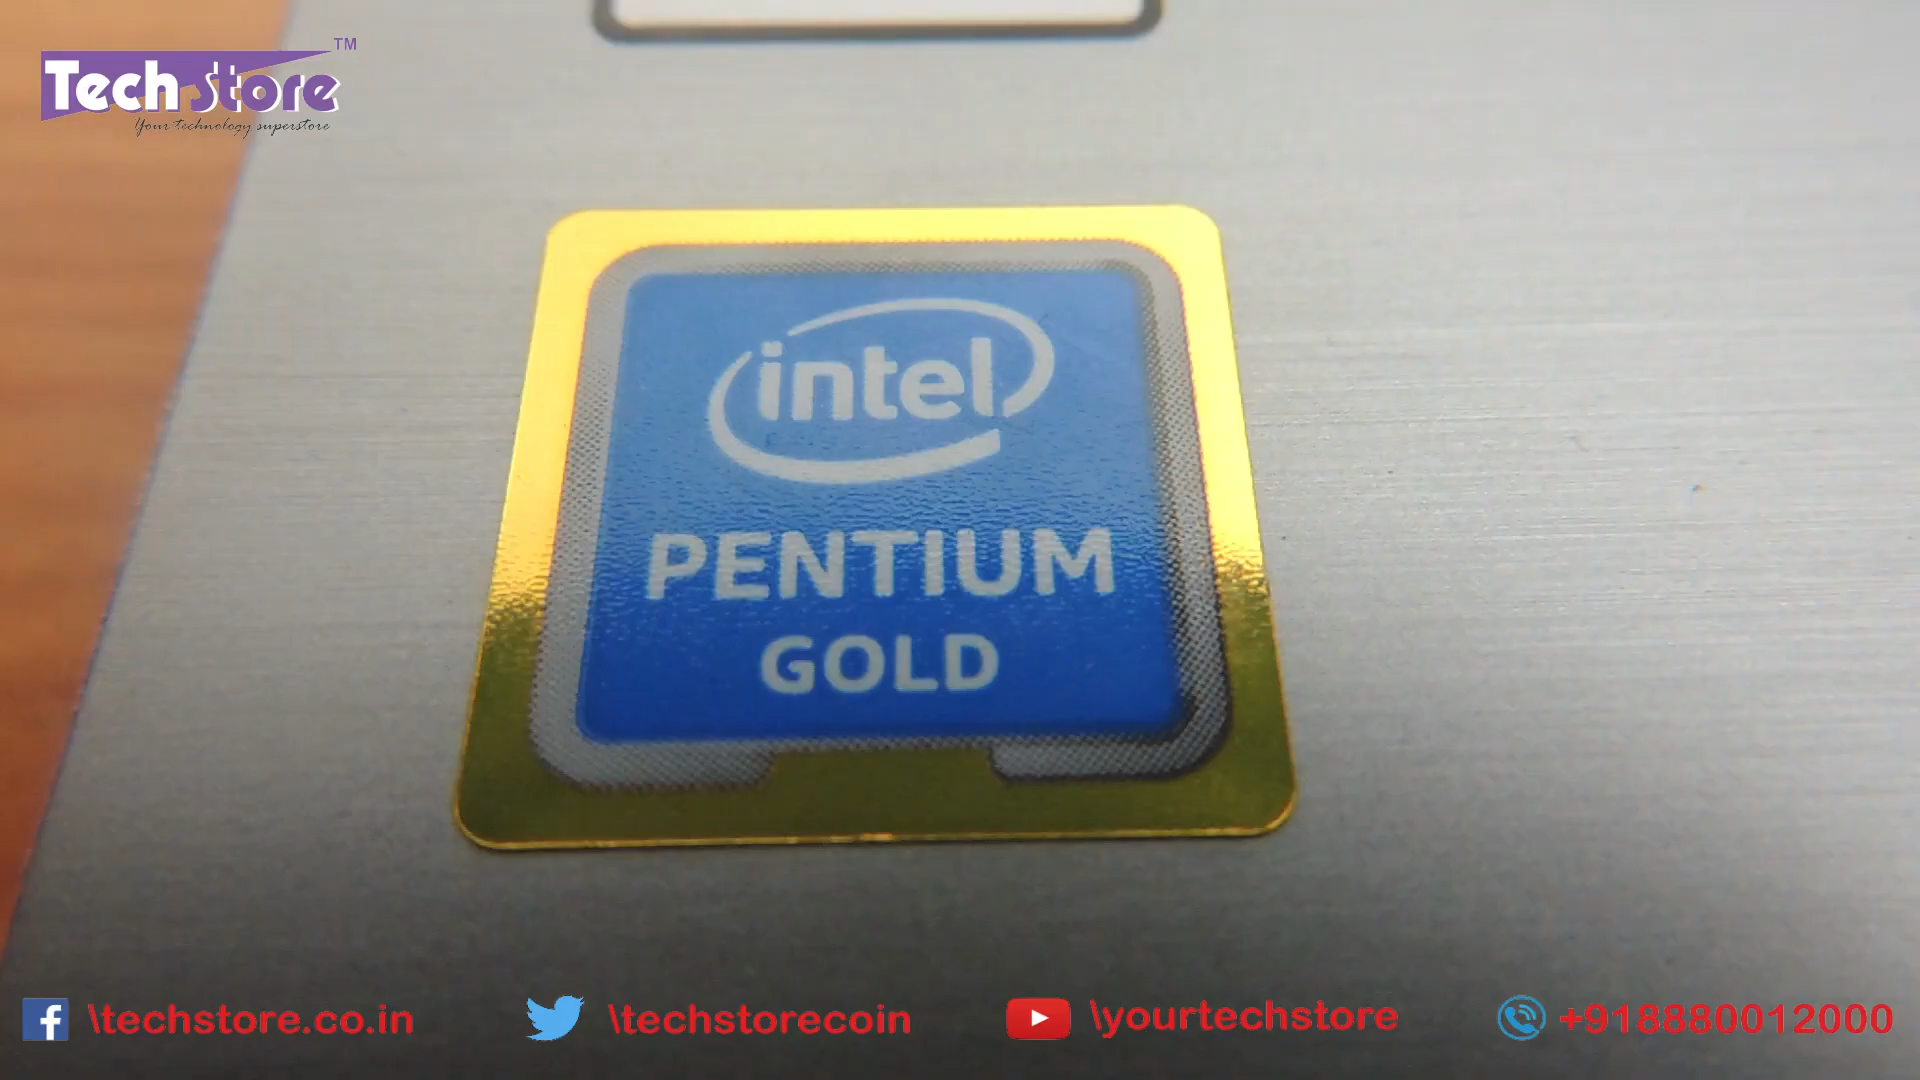 Tech Store TM
Your technology superstore
intel
PENTIUM
GOLD
\techstore.co.in
\techstorecoin
\yourtechstore
+918880012000